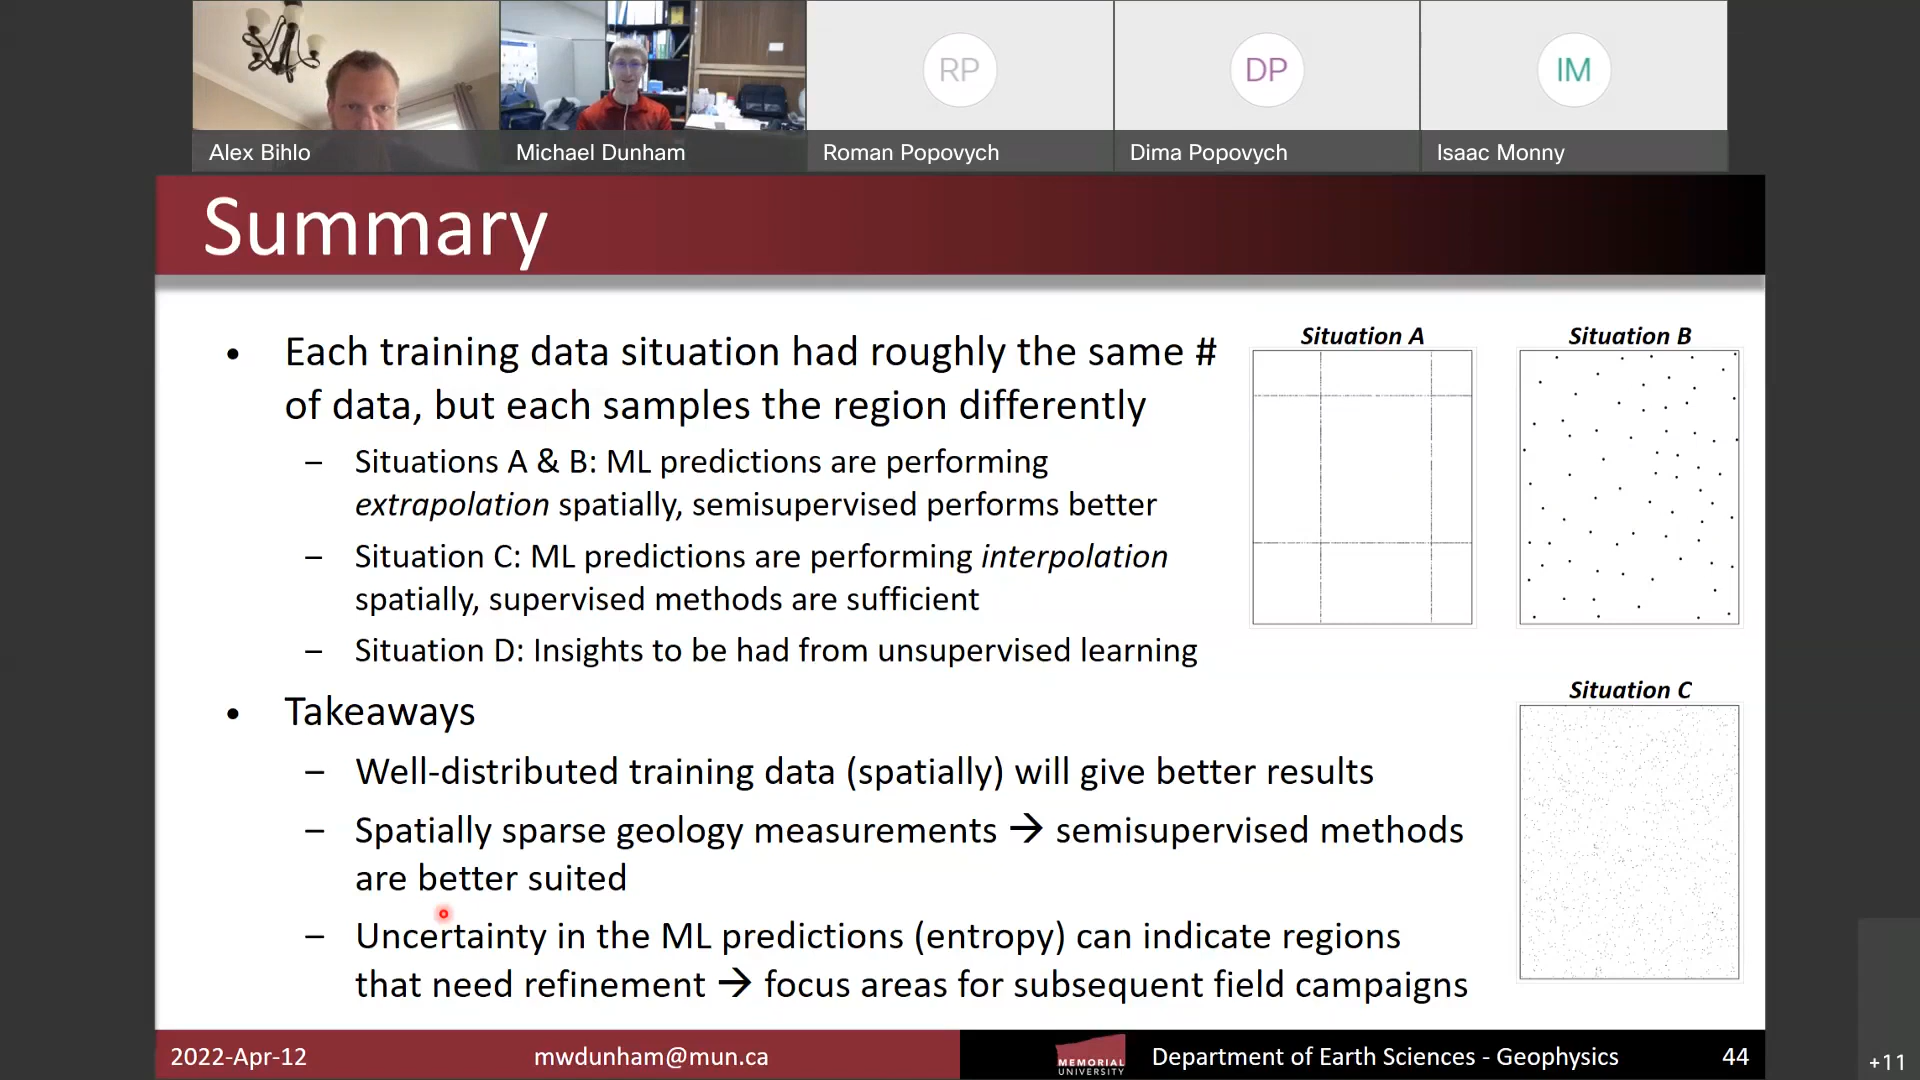 RP
DP
IM
Alex Bihlo
Michael Dunham
Roman Popovych
Dima Popovych
Isaac Monny
Summary
• Each training data situation had roughly the same #
of data, but each samples the region differently
– Situations A & B: ML predictions are performing
extrapolation spatially, semisupervised performs better
– Situation C: ML predictions are performing interpolation
spatially, supervised methods are sufficient
– Situation D: Insights to be had from unsupervised learning
• Takeaways
– Well-distributed training data (spatially) will give better results
– Spatially sparse geology measurements → semisupervised methods
are better suited
– Uncertainty in the ML predictions (entropy) can indicate regions
that need refinement → focus areas for subsequent field campaigns
Situation A
Situation B
Situation C
2022-Apr-12
mwdunham@mun.ca
MEMORIAL
UNIVERSITY
Department of Earth Sciences - Geophysics
44
+11